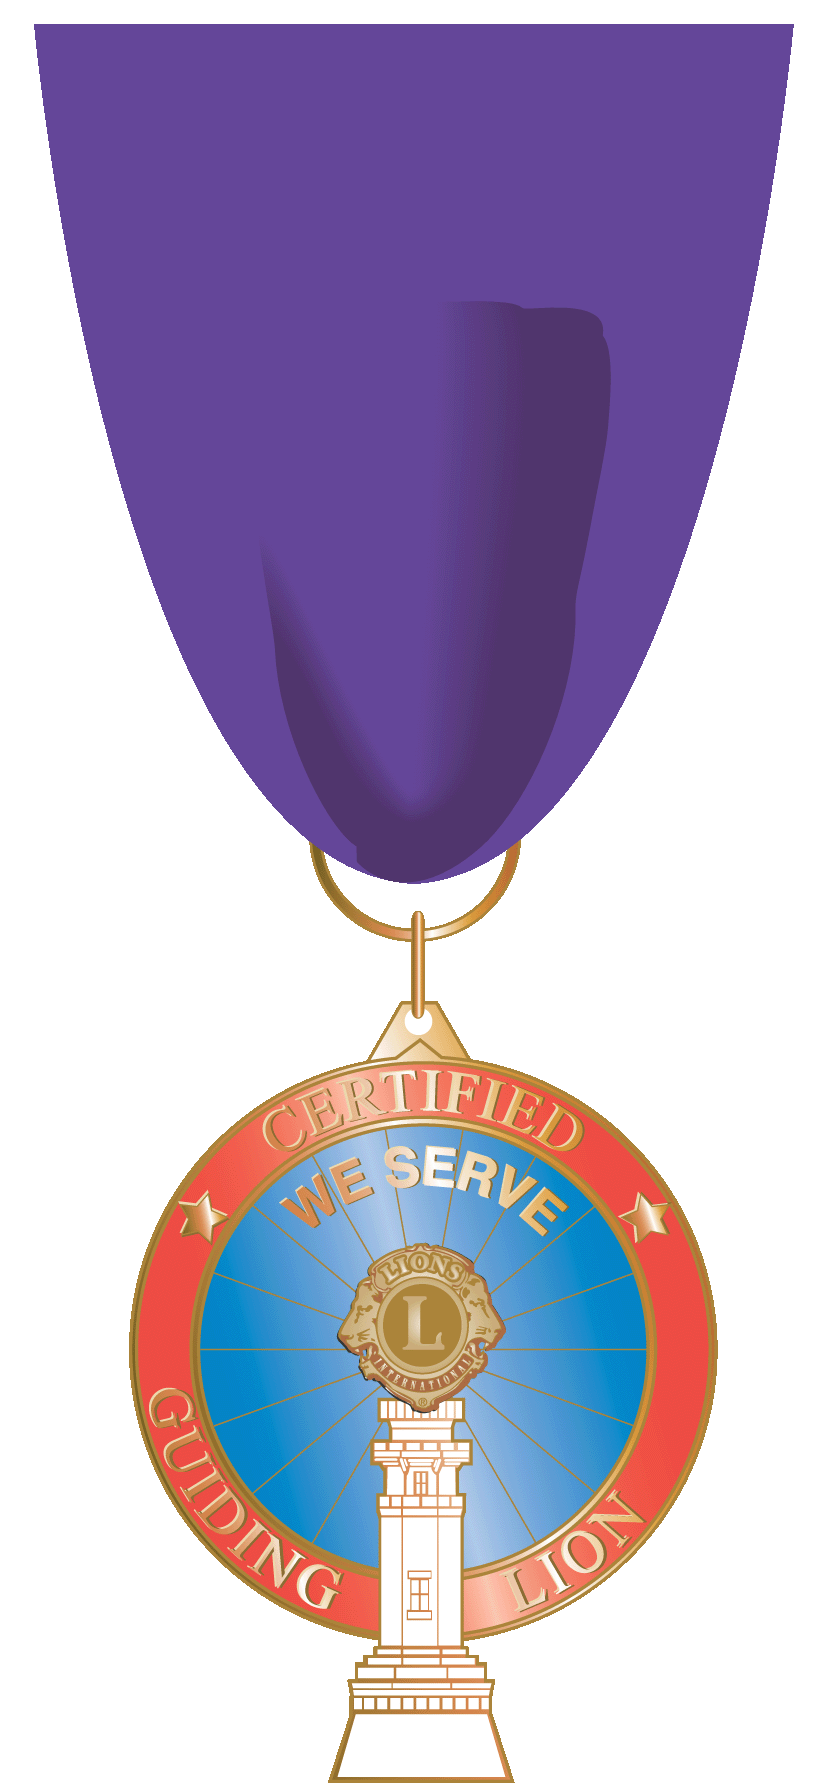 CERTIFIED
WE SERVE
LIONS
L
INTERNATIONAL
®
GUIDING LION